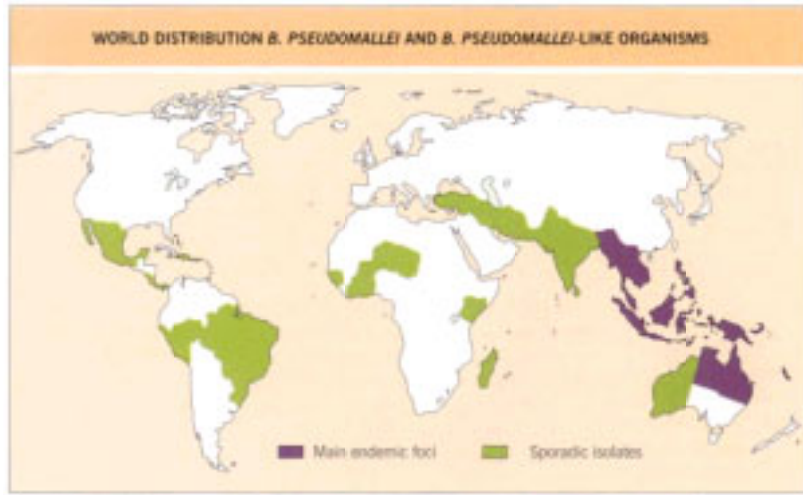 WORLD DISTRIBUTION B. PSEUDOMALLEI AND B. PSEUDOMALLEI-LIKE ORGANISMS
Main endemic foci
Sporadic isolates